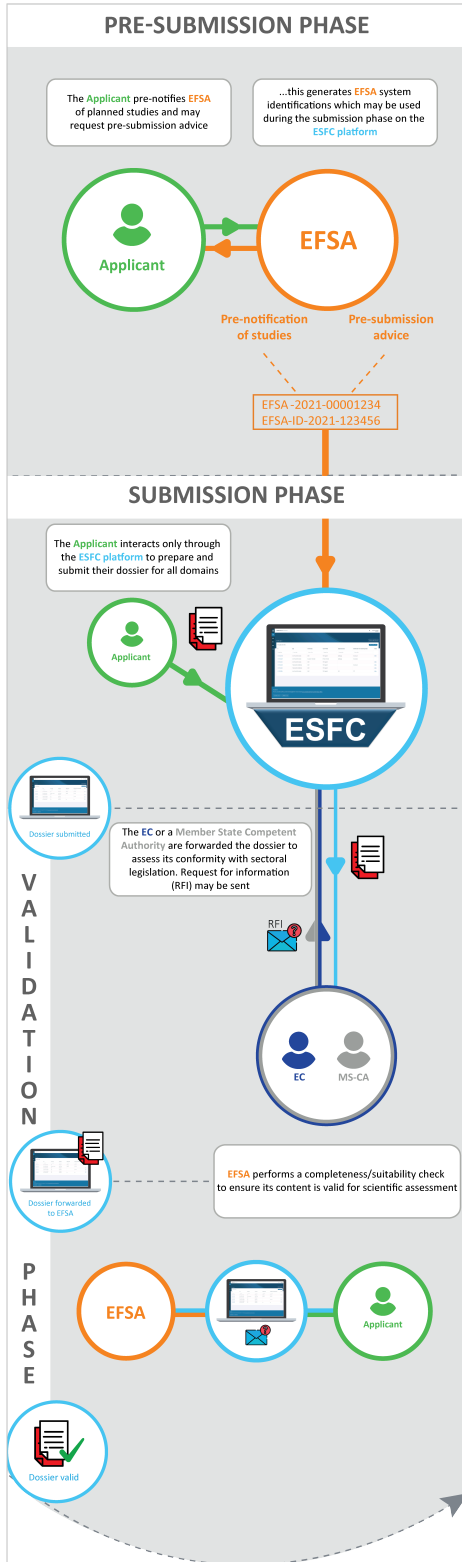 PRE-SUBMISSION PHASE
The Applicant pre-notifies EFSA
of planned studies and may
request pre-submission advice
...this generates EFSA system
identifications which may be used
during the submission phase on the
ESFC platform
Applicant
EFSA
Pre-notification
of studies
Pre-submission
advice
EFSA-2021-00001234
EFSA-ID-2021-123456
SUBMISSION PHASE
The Applicant interacts only through
the ESFC platform to prepare and
submit their dossier for all domains
Applicant
ESFC
Dossier submitted
The EC or a Member State Competent
Authority are forwarded the dossier to
assess its conformity with sectoral
legislation. Request for information
(RFI) may be sent
RFI
?
EC
MS-CA
VALIDATION
Dossier forwarded
to EFSA
EFSA performs a completeness/suitability check
to ensure its content is valid for scientific assessment
PHASE
EFSA
?
Applicant
Dossier valid